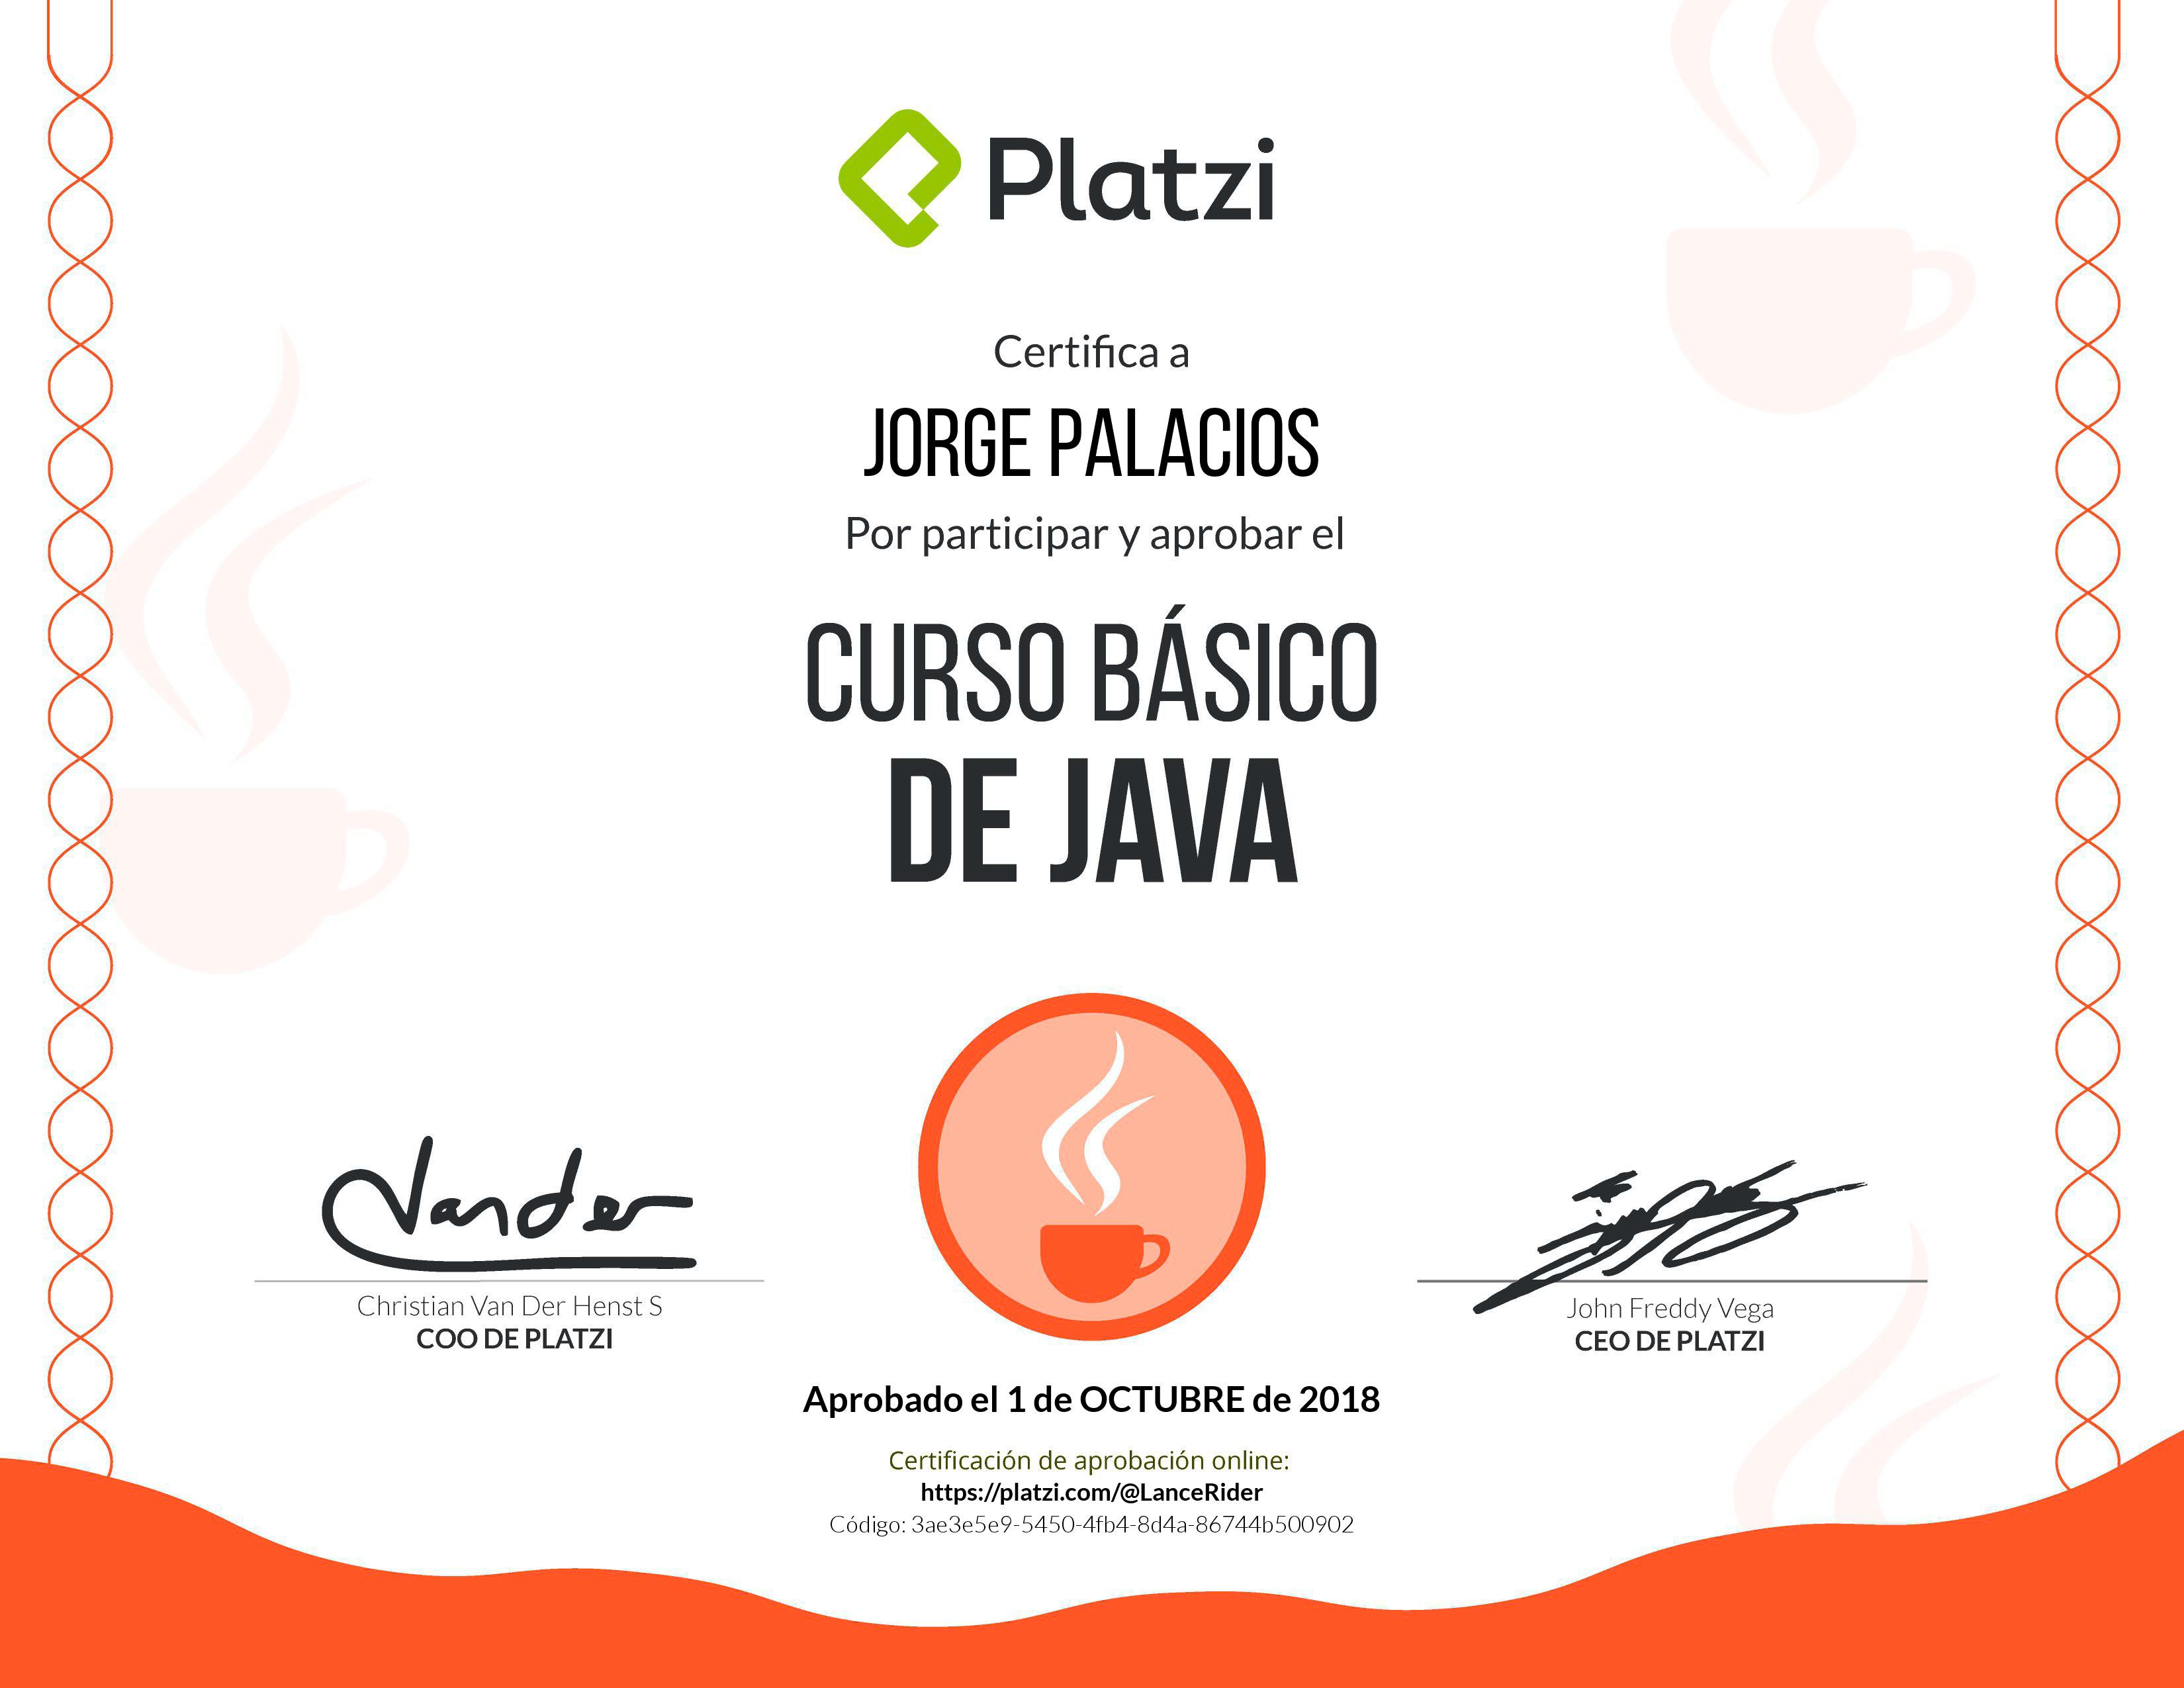 Platzi
Certifica a
JORGE PALACIOS
Por participar y aprobar el
CURSO BÁSICO
DE JAVA
Vander
Christian Van Der Henst S
COO DE PLATZI
John Freddy Vega
CEO DE PLATZI
Aprobado el 1 de OCTUBRE de 2018
Certificación de aprobación online:
https://platzi.com/@LanceRider
Código: 3ae3e5e9-5450-4fb4-8d4a-86744b500902